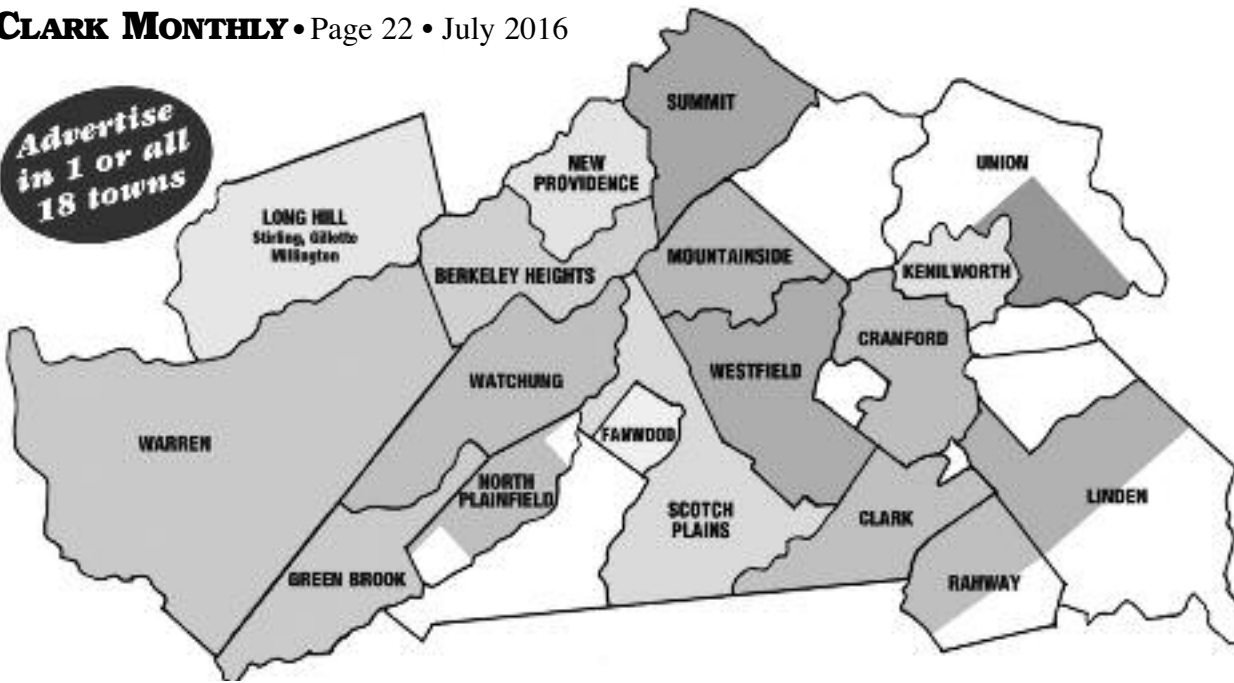 CLARK MONTHLY • Page 22 • July 2016
Advertise
in 1 or all
18 towns
SUMMIT
NEW
PROVIDENCE
UNION
LONG HILL
Stirling, Gillette
Millington
BERKELEY HEIGHTS
MOUNTAINSIDE
KENILWORTH
CRANFORD
WATCHUNG
WESTFIELD
WARREN
FANWOOD
NORTH
PLAINFIELD
SCOTCH
PLAINS
CLARK
LINDEN
GREEN BROOK
RAHWAY